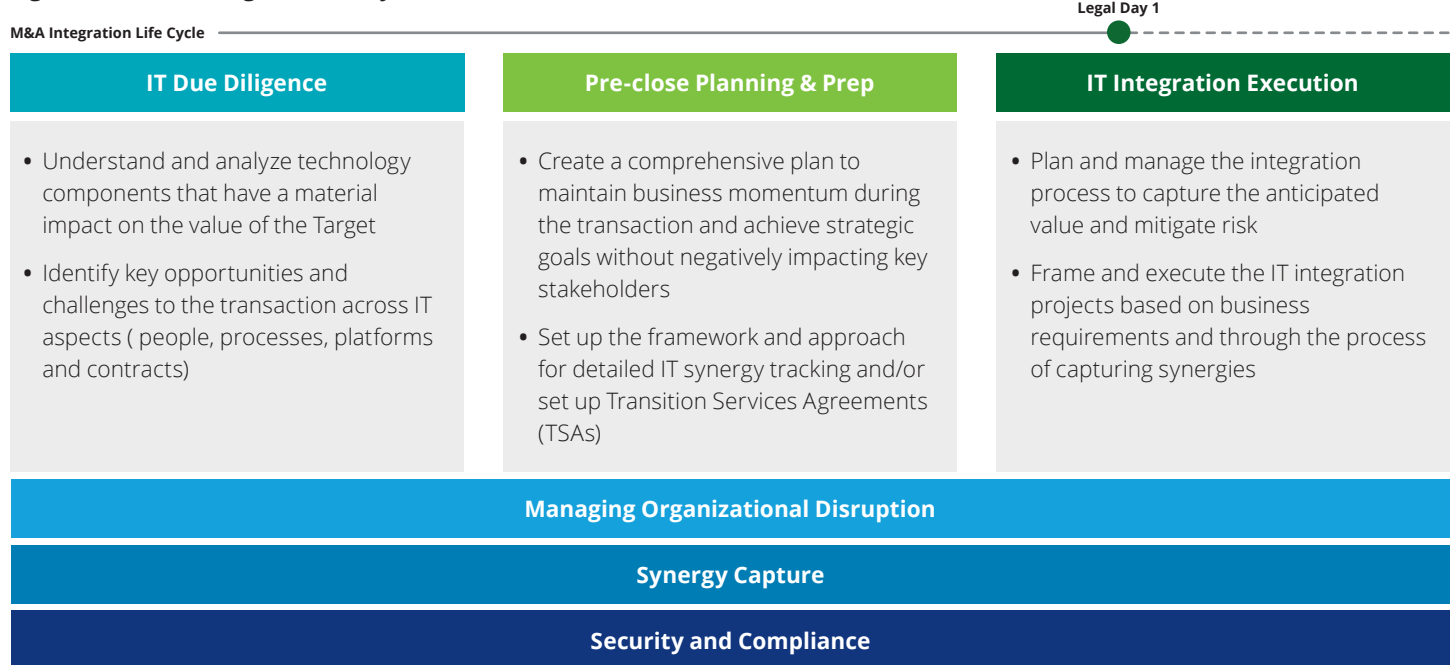 Legal Day 1
M&A Integration Life Cycle
IT Due Diligence
• Understand and analyze technology
components that have a material
impact on the value of the Target
• Identify key opportunities and
challenges to the transaction across IT
aspects ( people, processes, platforms
and contracts)
Pre-close Planning & Prep
• Create a comprehensive plan to
maintain business momentum during
the transaction and achieve strategic
goals without negatively impacting key
stakeholders
• Set up the framework and approach
for detailed IT synergy tracking and/or
set up Transition Services Agreements
(TSAs)
IT Integration Execution
• Plan and manage the integration
process to capture the anticipated
value and mitigate risk
• Frame and execute the IT integration
projects based on business
requirements and through the process
of capturing synergies
Managing Organizational Disruption
Synergy Capture
Security and Compliance